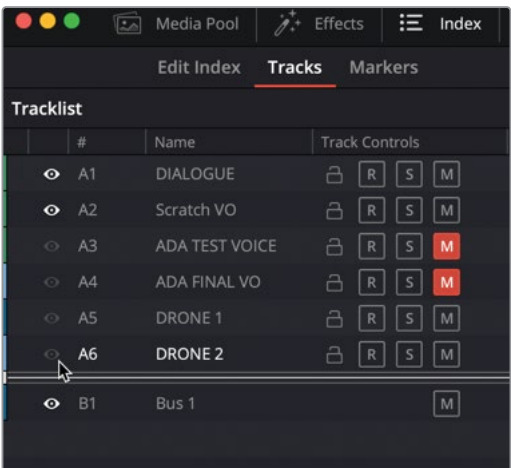 Media Pool Effects Index
Edit Index Tracks Markers
Tracklist
# Name Track Controls
A1 DIALOGUE R S M
A2 Scratch VO R S M
A3 ADA TEST VOICE R S M
A4 ADA FINAL VO R S M
A5 DRONE 1 R S M
A6 DRONE 2 R S M
B1 Bus 1 M